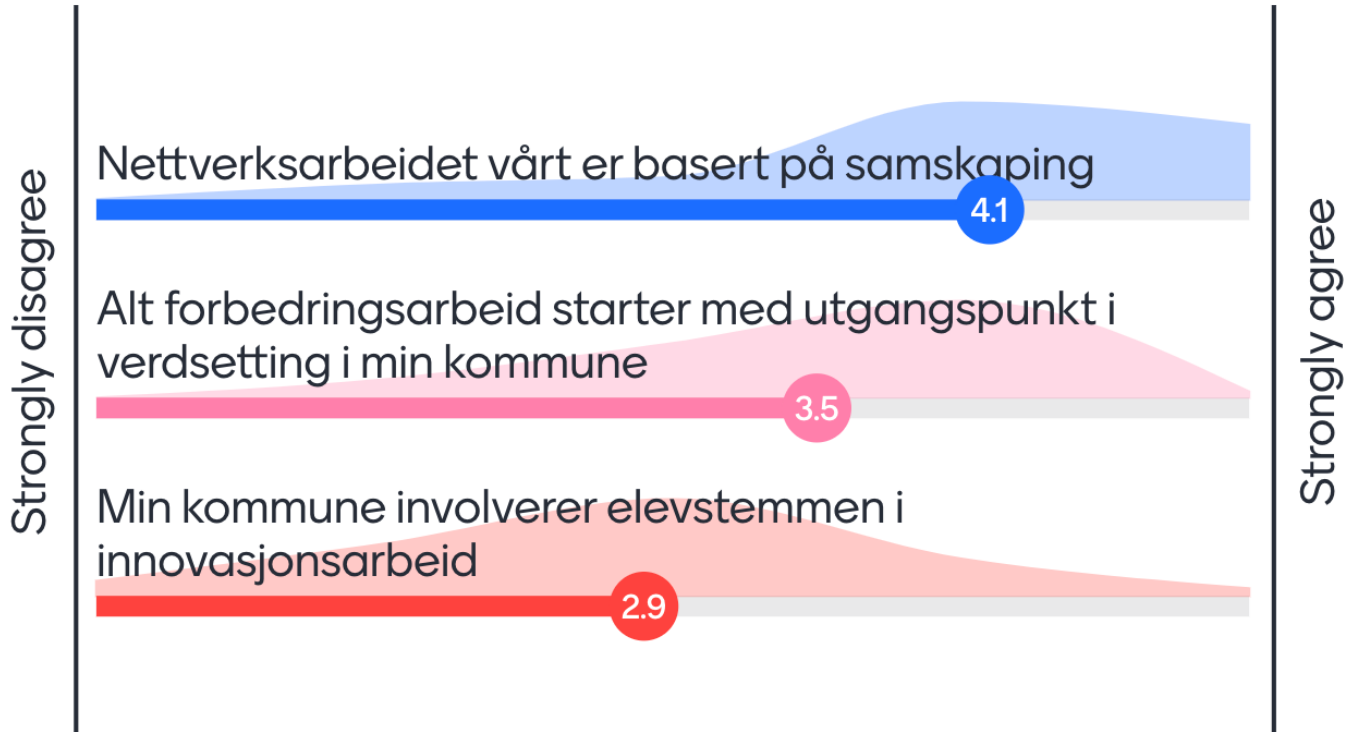 Strongly disagree
Nettverksarbeidet vårt er basert på samskaping
4.1
Alt forbedringsarbeid starter med utgangspunkt i
verdsetting i min kommune
3.5
Min kommune involverer elevstemmen i
innovasjonsarbeid
2.9
Strongly agree